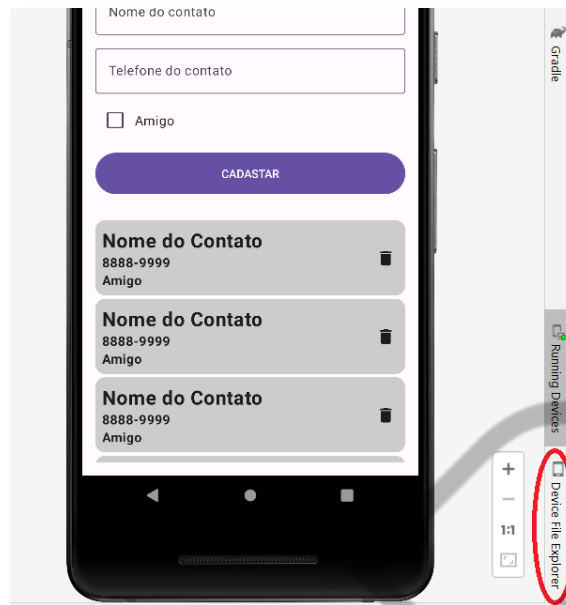 Nome do contato
Telefone do contato
Amigo
CADASTAR
Nome do Contato
8888-9999
Amigo
Nome do Contato
8888-9999
Amigo
Nome do Contato
8888-9999
Amigo
Gradle
Running Devices
Device File Explorer
1:1